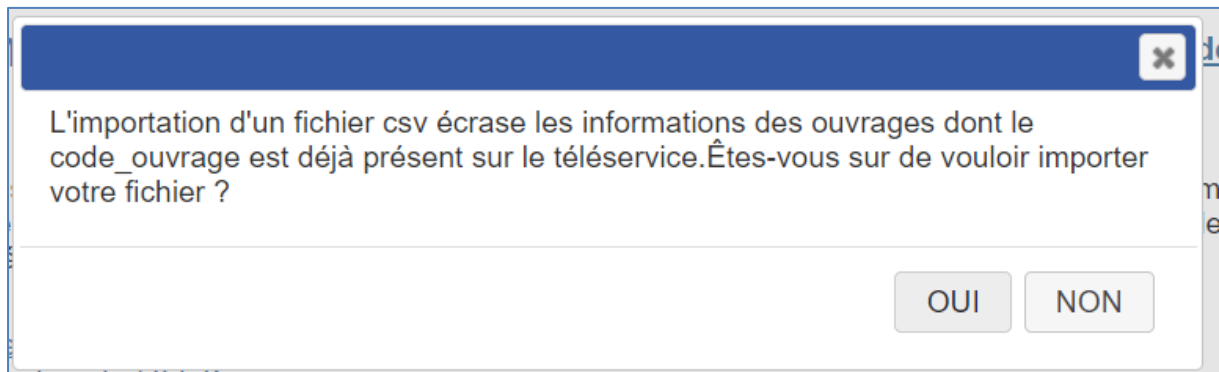 L'importation d'un fichier csv écrase les informations des ouvrages dont le
code_ouvrage est déjà présent sur le téléservice.Êtes-vous sur de vouloir importer
votre fichier ?
OUI NON